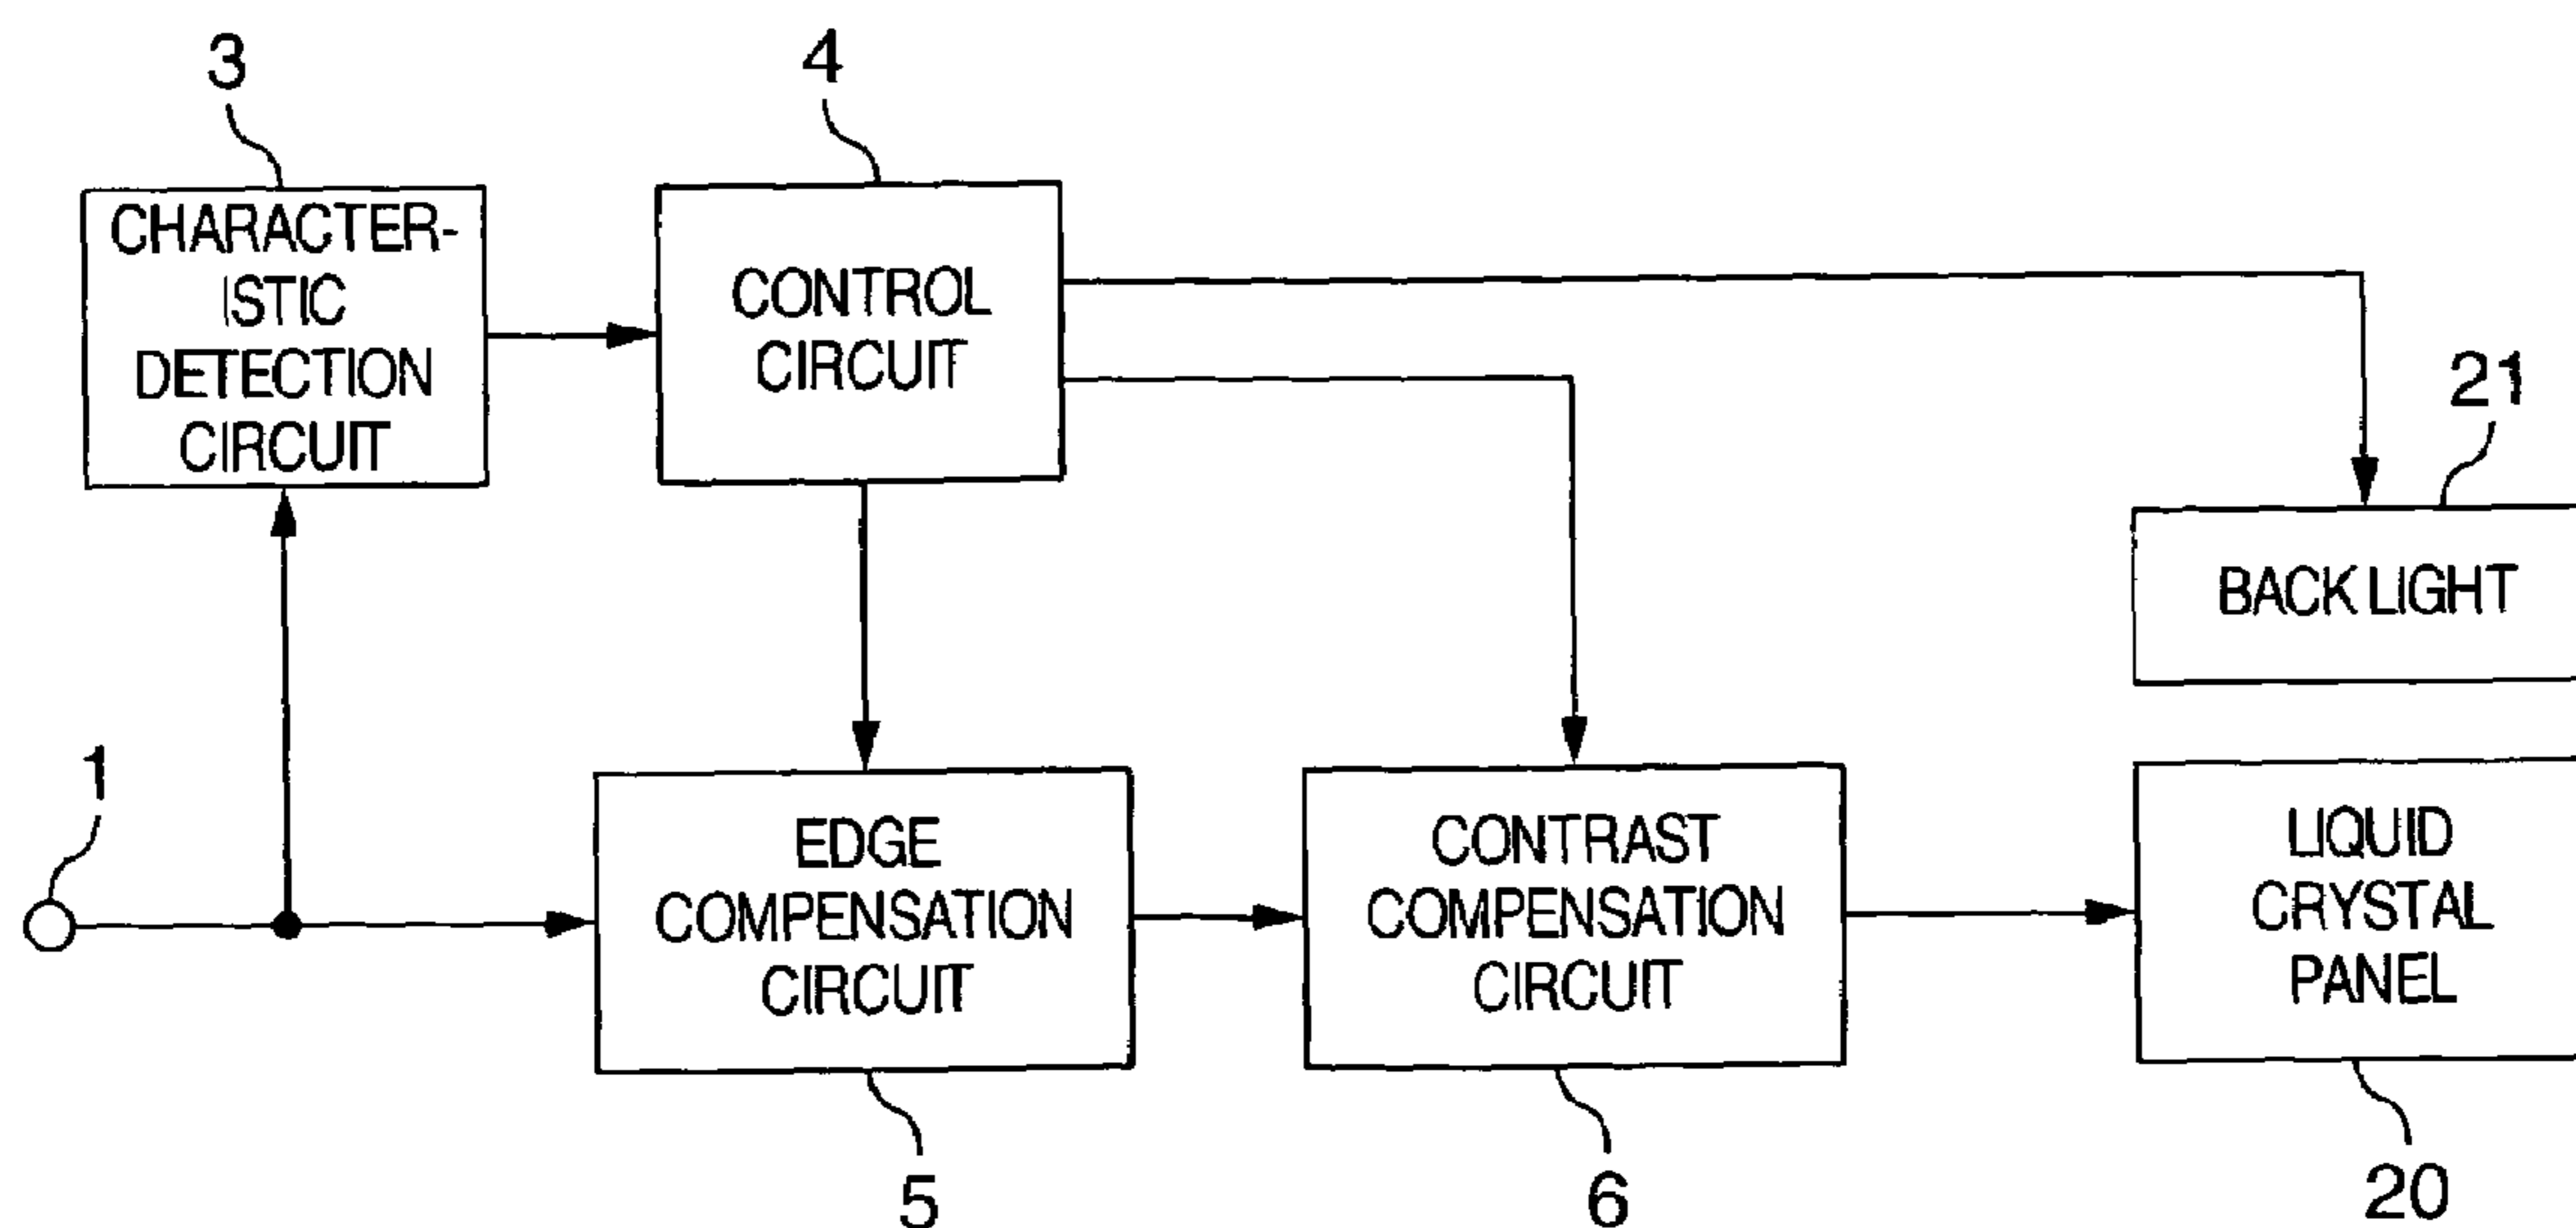 3
4
CHARACTER-
ISTIC
DETECTION
CIRCUIT
CONTROL
CIRCUIT
21
BACK LIGHT
1
EDGE
COMPENSATION
CIRCUIT
CONTRAST
COMPENSATION
CIRCUIT
LIQUID
CRYSTAL
PANEL
5
6
20